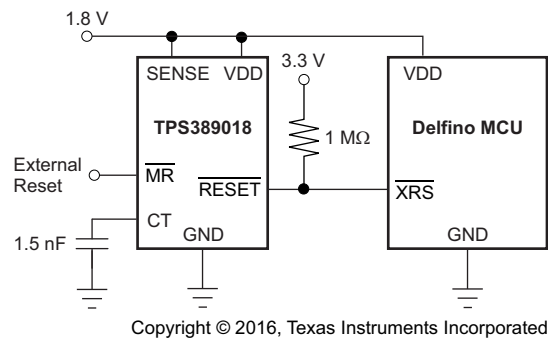 1.8 V
SENSE VDD
3.3 V
VDD
TPS389018
1 MΩ
Delfino MCU
External
Reset
MR
RESET
XRS
CT
1.5 nF
GND
GND
Copyright © 2016, Texas Instruments Incorporated